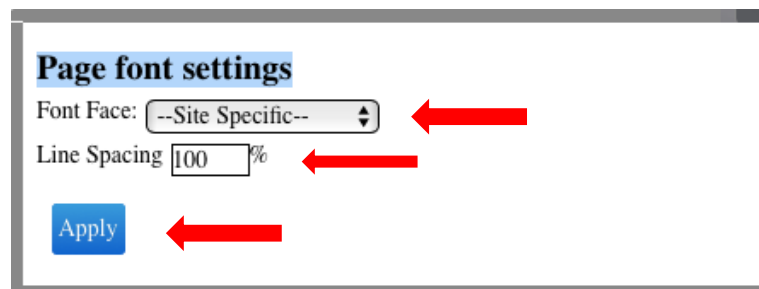 Page font settings
Font Face: --Site Specific--
Line Spacing 100 %
Apply